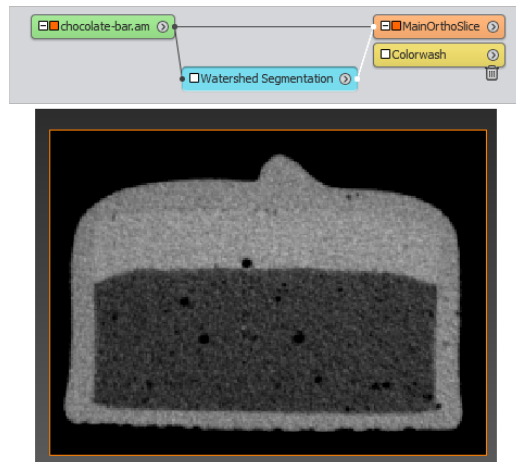 chocolate-bar.am
MainOrthoSlice
Colorwash
Watershed Segmentation